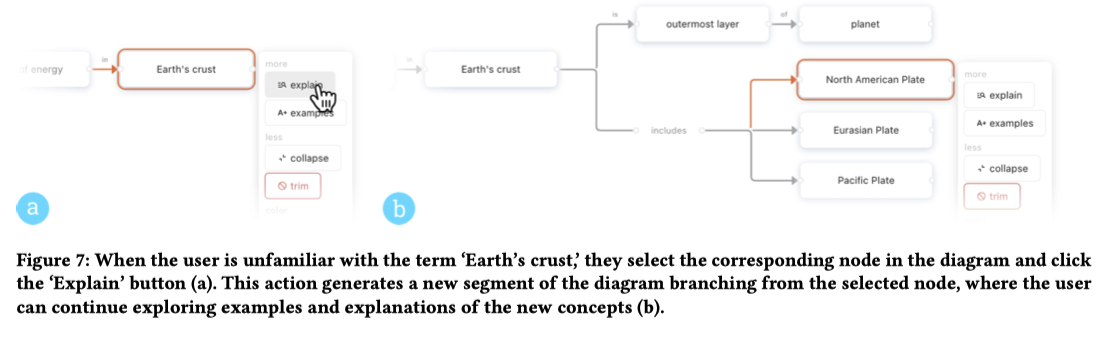 is
outermost layer
of
planet
of energy
in
Earth's crust
more
explain
A+ examples
less
collapse
trim
color
a
Earth's crust
includes
North American Plate
Eurasian Plate
Pacific Plate
more
explain
A+ examples
less
collapse
trim
b
Figure 7: When the user is unfamiliar with the term ‘Earth’s crust,’ they select the corresponding node in the diagram and click
the ‘Explain’ button (a). This action generates a new segment of the diagram branching from the selected node, where the user
can continue exploring examples and explanations of the new concepts (b).